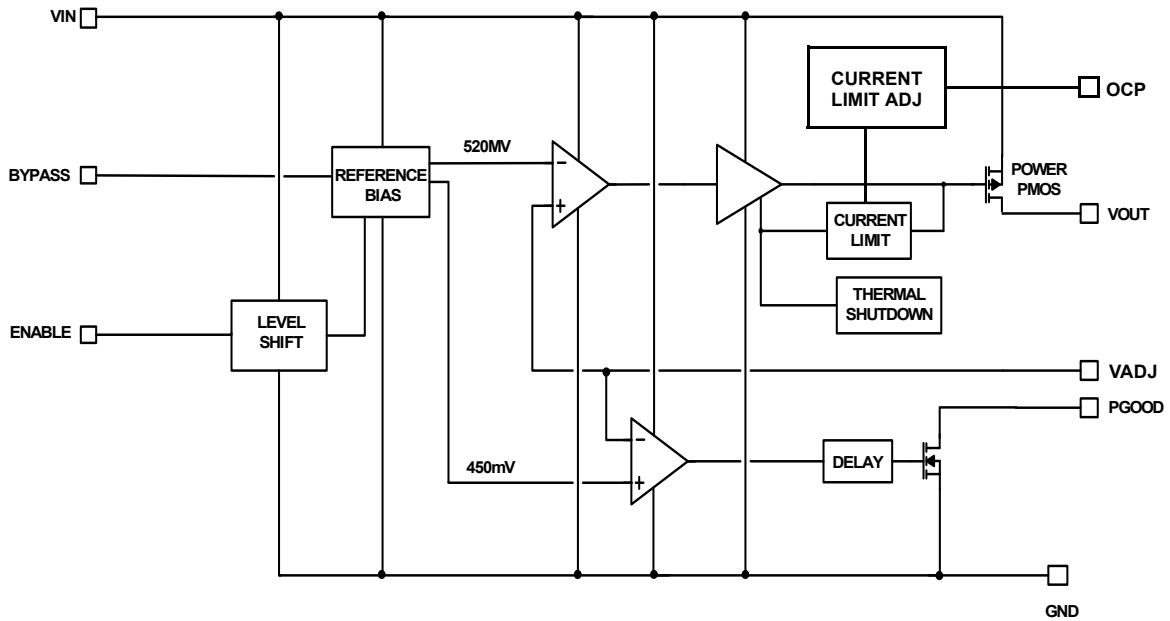 VIN
CURRENT
LIMIT ADJ
OCP
520MV
BYPASS
REFERENCE
BIAS
−
+
POWER
PMOS
VOUT
CURRENT
LIMIT
THERMAL
SHUTDOWN
ENABLE
LEVEL
SHIFT
VADJ
PGOOD
−
450mV
+
DELAY
GND